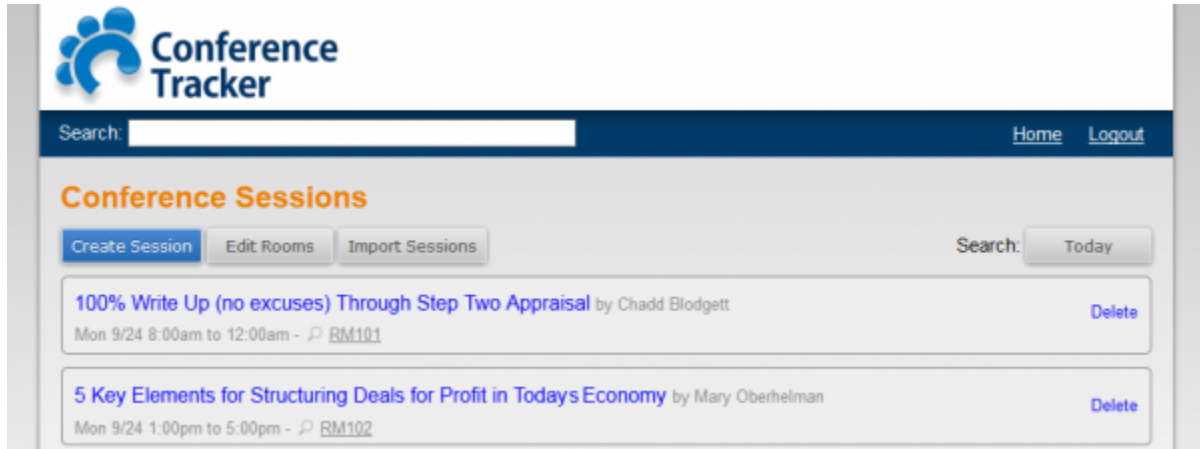 Conference
Tracker
Search:
Home Logout
Conference Sessions
Create Session Edit Rooms Import Sessions Search: Today
100% Write Up (no excuses) Through Step Two Appraisal by Chadd Blodgett
Delete
Mon 9/24 8:00am to 12:00am - RM101
5 Key Elements for Structuring Deals for Profit in Todays Economy by Mary Oberhelman
Delete
Mon 9/24 1:00pm to 5:00pm - RM102